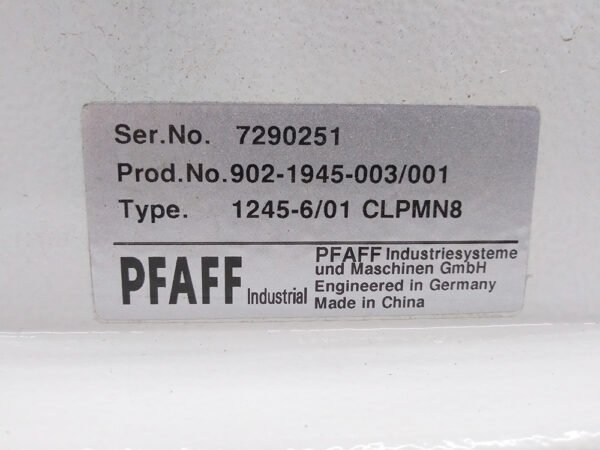 Ser.No. 7290251
Prod.No.902-1945-003/001
Type. 1245-6/01 CLPMN8
PFAFF Industrial
PFAFF Industriesysteme
und Maschinen GmbH
Engineered in Germany
Made in China